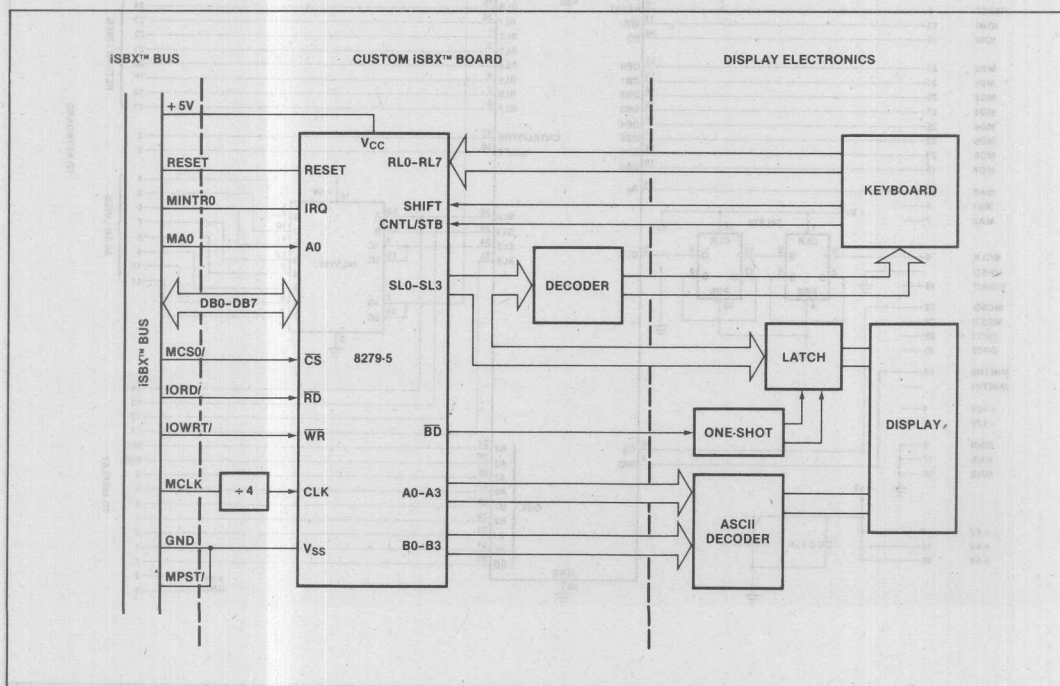 iSBX™ BUS
CUSTOM iSBX™ BOARD
DISPLAY ELECTRONICS
+5V
VCC
RESET
RESET
RL0–RL7
KEYBOARD
MINTR0
IRQ
SHIFT
CNTL/STB
MA0
A0
DB0–DB7
SL0–SL3
DECODER
iSBX™ BUS
MCS0/
CS
8279-5
LATCH
IORD/
RD
IOWRT/
WR
BD
ONE-SHOT
DISPLAY
MCLK
÷ 4
CLK
A0–A3
ASCII
DECODER
GND
VSS
B0–B3
MPST/